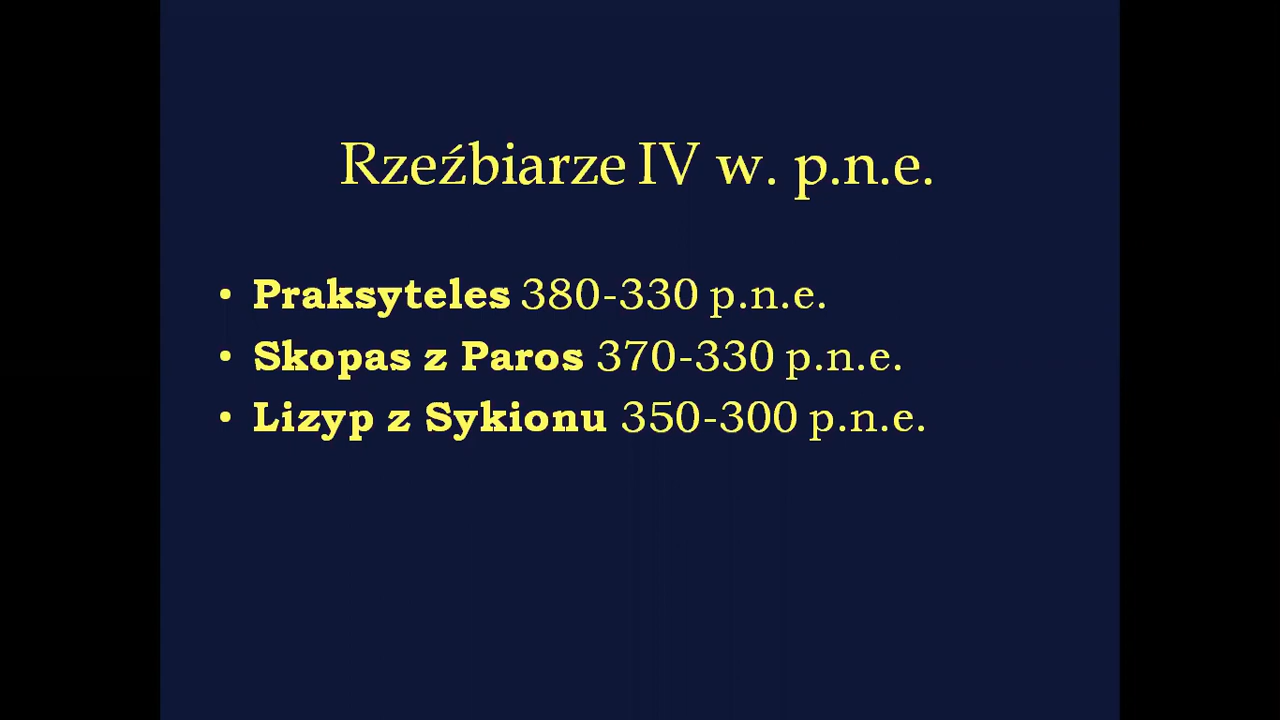 Rzeźbiarze IV w. p.n.e.
• Praksyteles 380-330 p.n.e.
• Skopas z Paros 370-330 p.n.e.
• Lizyp z Sykionu 350-300 p.n.e.